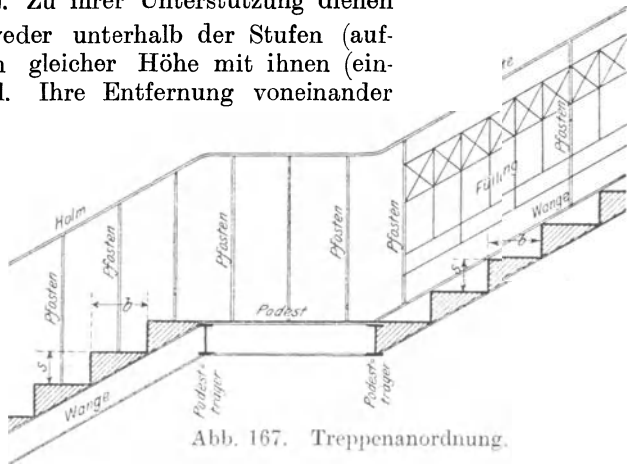 ). Zu ihrer Unterstützung dienen
weder unterhalb der Stufen (auf-
n gleicher Höhe mit ihnen (ein-
l. Ihre Entfernung voneinander
Holm
Pfosten
Pfosten
Pfosten
Pfosten
Pfosten
Füllung
Wange
b
s
Podest
b
s
Wange
Podest-
träger
Podest-
träger
Abb. 167. Treppenanordnung.